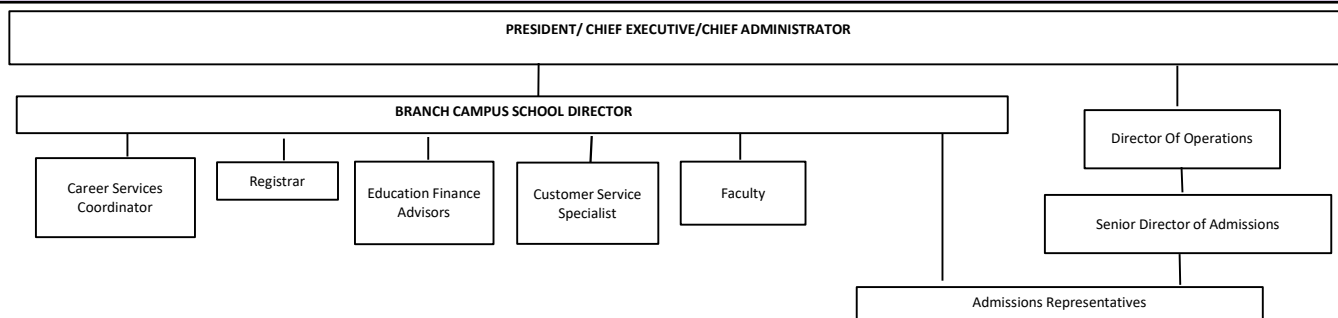 PRESIDENT/ CHIEF EXECUTIVE/CHIEF ADMINISTRATOR
BRANCH CAMPUS SCHOOL DIRECTOR
Director Of Operations
Career Services
Coordinator
Registrar
Education Finance
Advisors
Customer Service
Specialist
Faculty
Senior Director of Admissions
Admissions Representatives